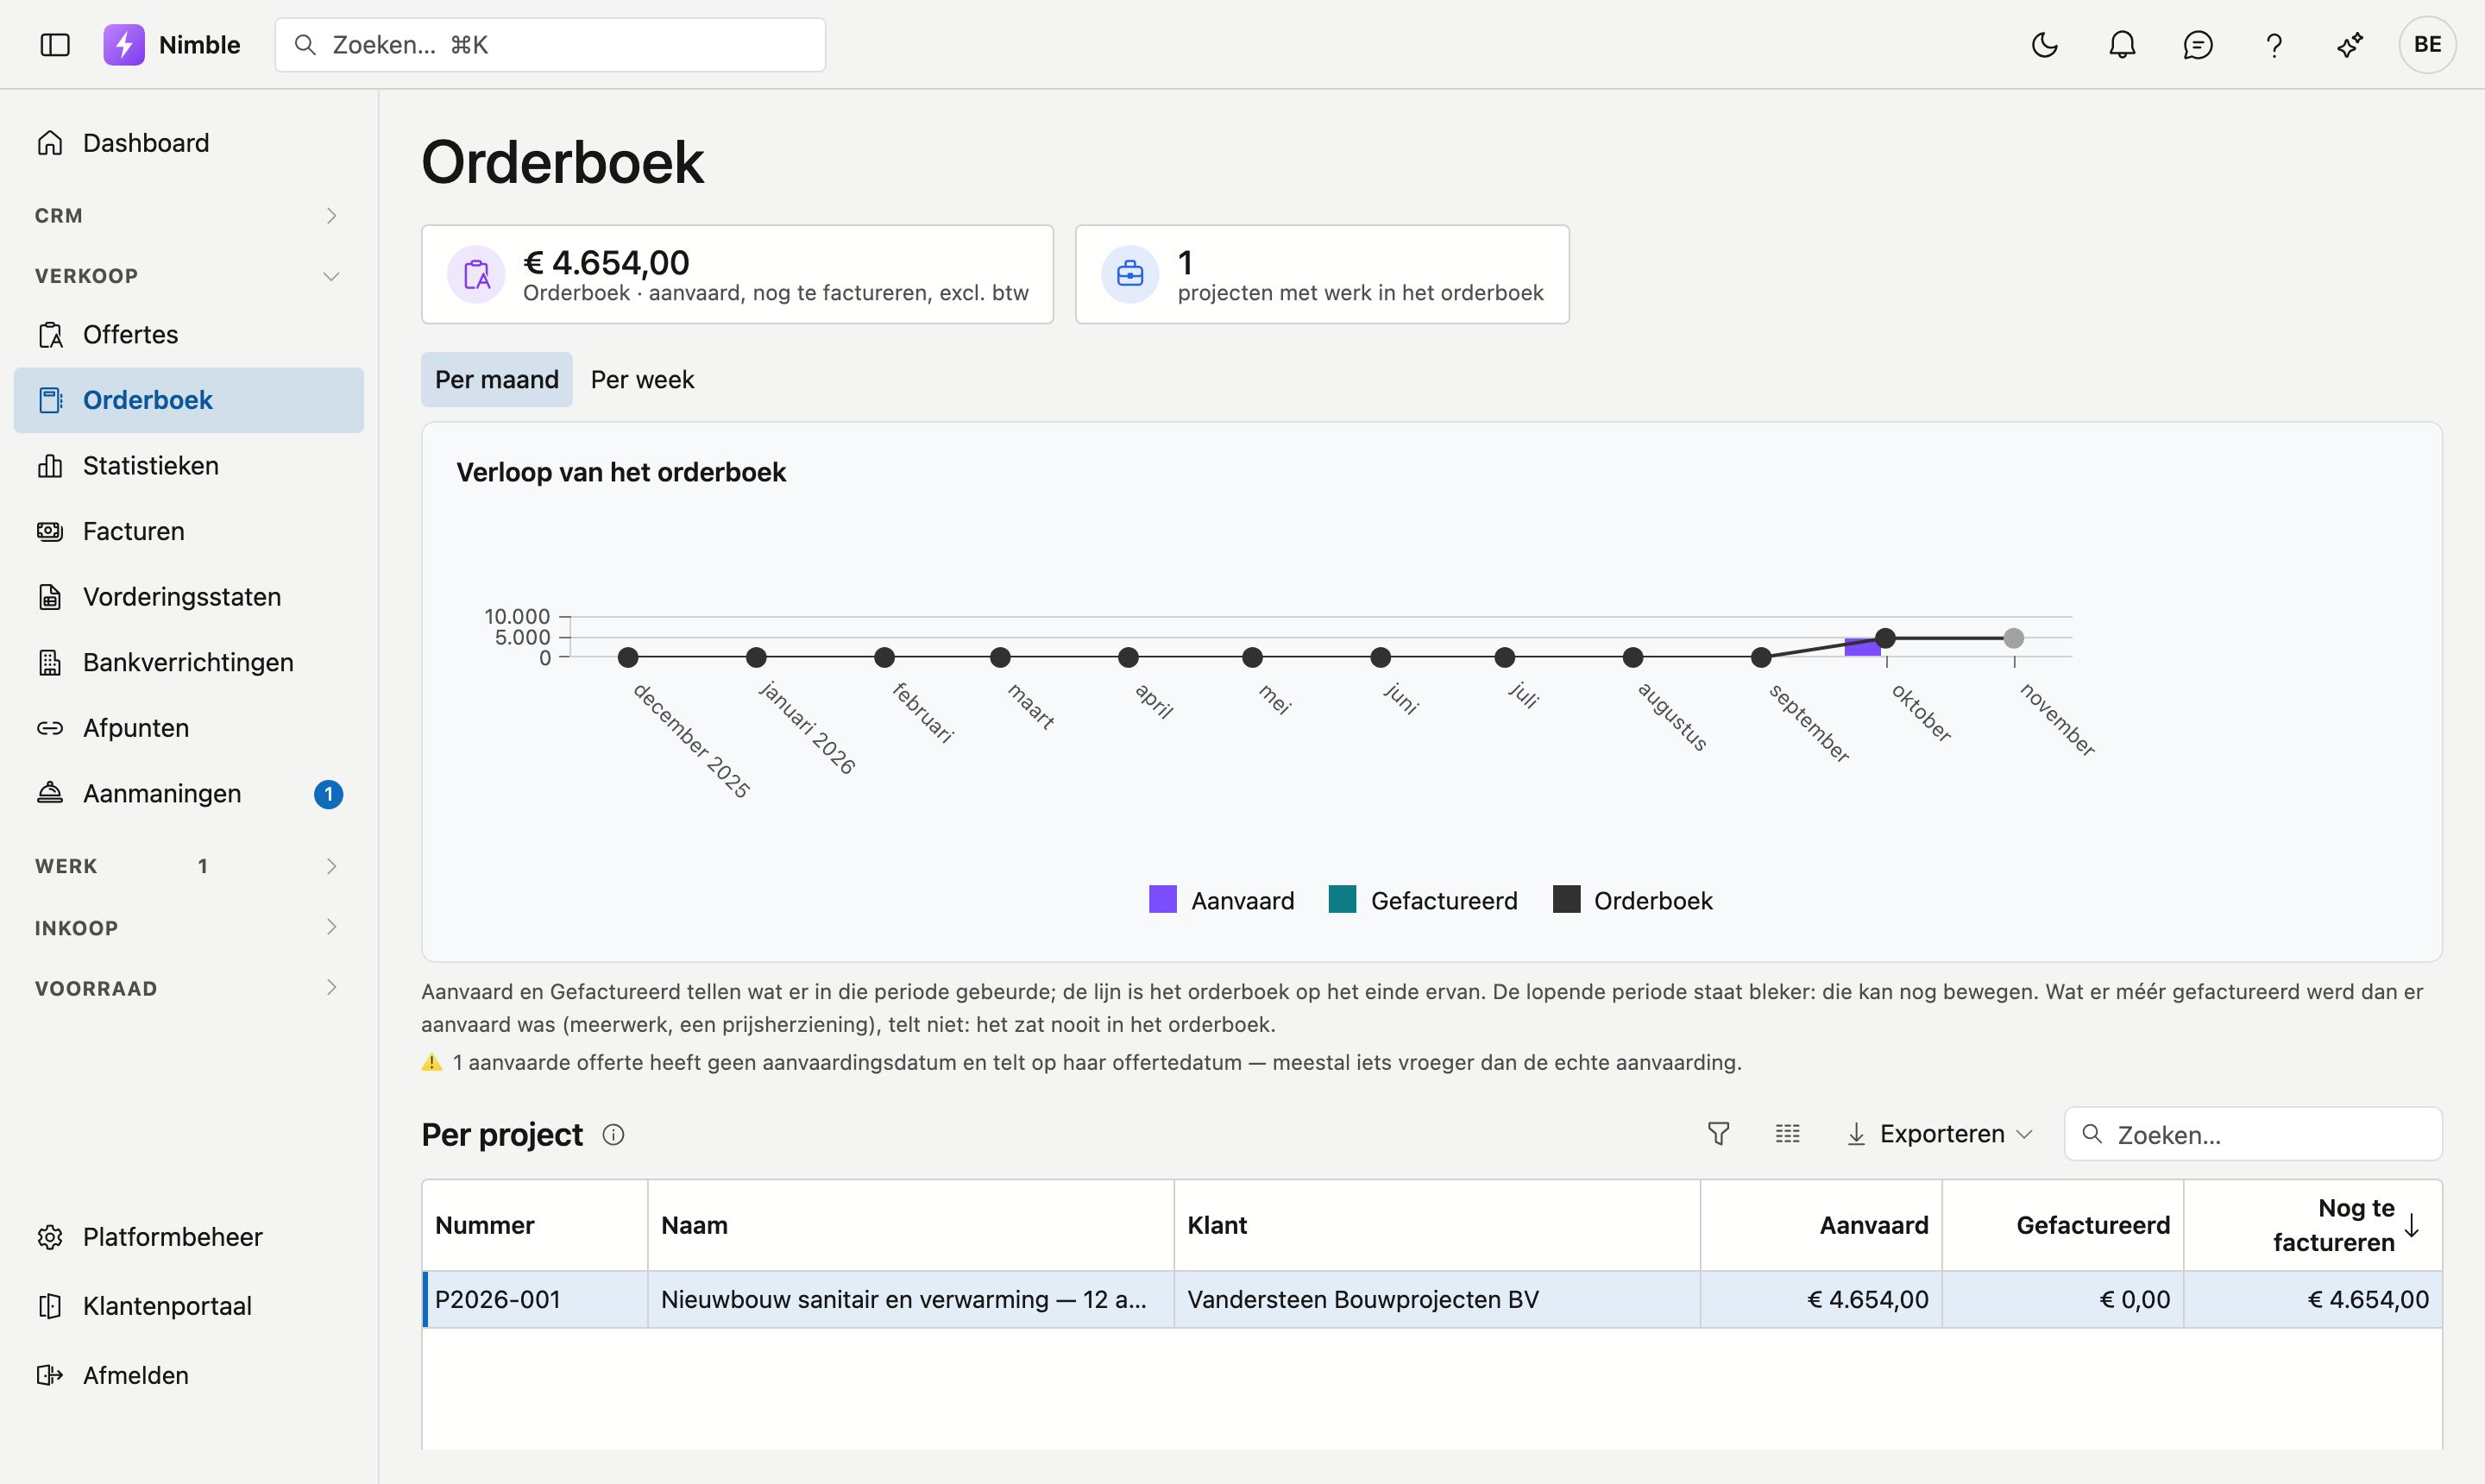 Nimble
Zoeken... ⌘K
BE
Dashboard
CRM
VERKOOP
Offertes
Orderboek
Statistieken
Facturen
Vorderingsstaten
Bankverrichtingen
Afpunten
Aanmaningen 1
WERK 1
INKOOP
VOORRAAD
Platformbeheer
Klantenportaal
Afmelden
Orderboek
€ 4.654,00
Orderboek · aanvaard, nog te factureren, excl. btw
1
projecten met werk in het orderboek
Per maand Per week
Verloop van het orderboek
10.000
5.000
0
december 2025
januari 2026
februari
maart
april
mei
juni
juli
augustus
september
oktober
november
Aanvaard Gefactureerd Orderboek
Aanvaard en Gefactureerd tellen wat er in die periode gebeurde; de lijn is het orderboek op het einde ervan. De lopende periode staat bleker: die kan nog bewegen. Wat er méér gefactureerd werd dan er
aanvaard was (meerwerk, een prijsherziening), telt niet: het zat nooit in het orderboek.
⚠️ 1 aanvaarde offerte heeft geen aanvaardingsdatum en telt op haar offertedatum — meestal iets vroeger dan de echte aanvaarding.
Per project
Exporteren
Zoeken...
Nummer Naam Klant Aanvaard Gefactureerd Nog te factureren
P2026-001 Nieuwbouw sanitair en verwarming — 12 a... Vandersteen Bouwprojecten BV € 4.654,00 € 0,00 € 4.654,00